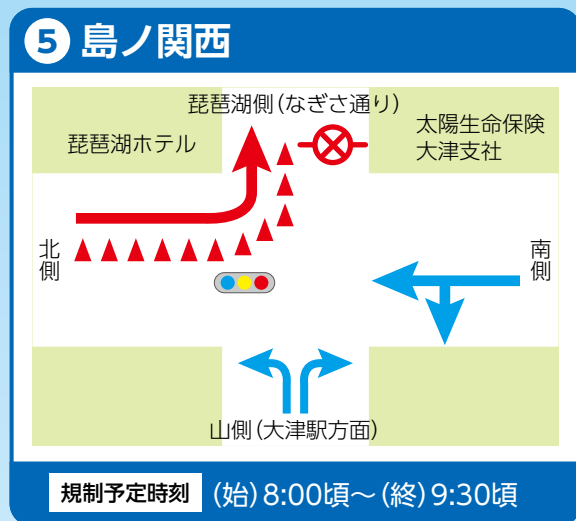 5 島ノ関西
琵琶湖側(なぎさ通り)
琵琶湖ホテル
太陽生命保険
大津支社
北側
南側
山側(大津駅方面)
規制予定時刻 (始)8:00頃～(終)9:30頃